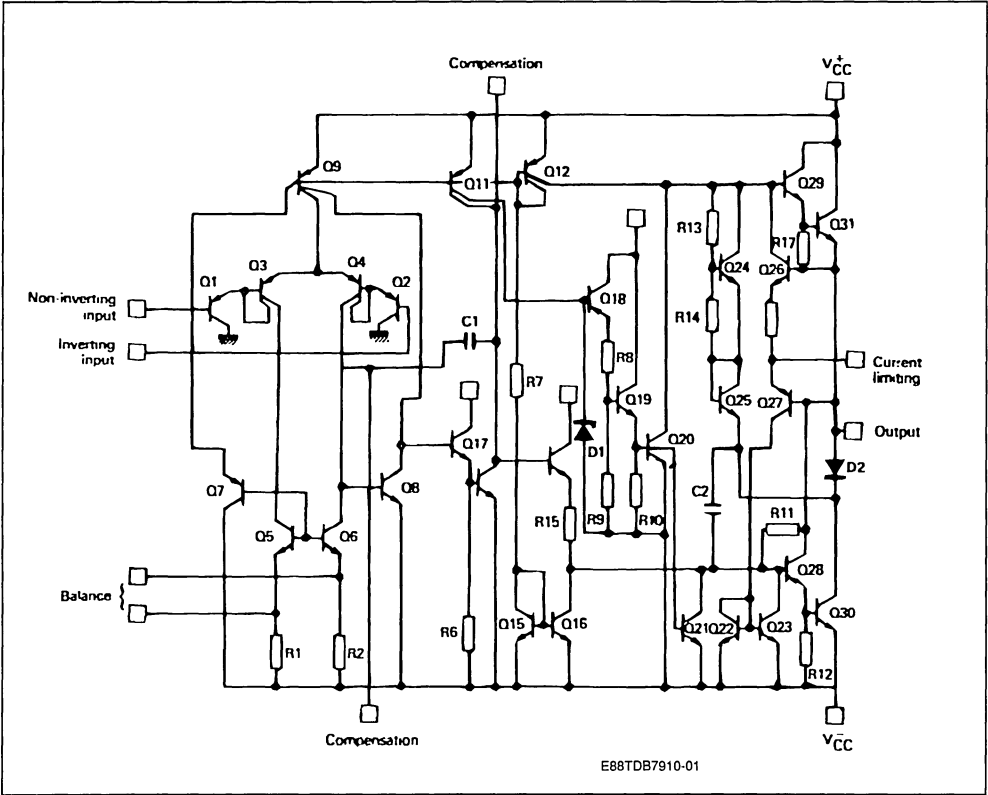 Compensation
V+CC
Q9
Q11
Q12
Q29
Q31
R13
R17
Q3
Q4
Q1
Q2
Q24
Q26
Q18
Non-inverting
input
C1
R14
Inverting
input
R8
Current
limiting
R7
Q19
Q25
Q27
Output
Q17
D1
Q20
D2
Q7
Q8
C2
R15
R9
R10
R11
Q5
Q6
Q28
Balance
R6
Q15
Q16
Q21
Q22
Q23
Q30
R1
R2
R12
Compensation
V-CC
E88TDB7910-01